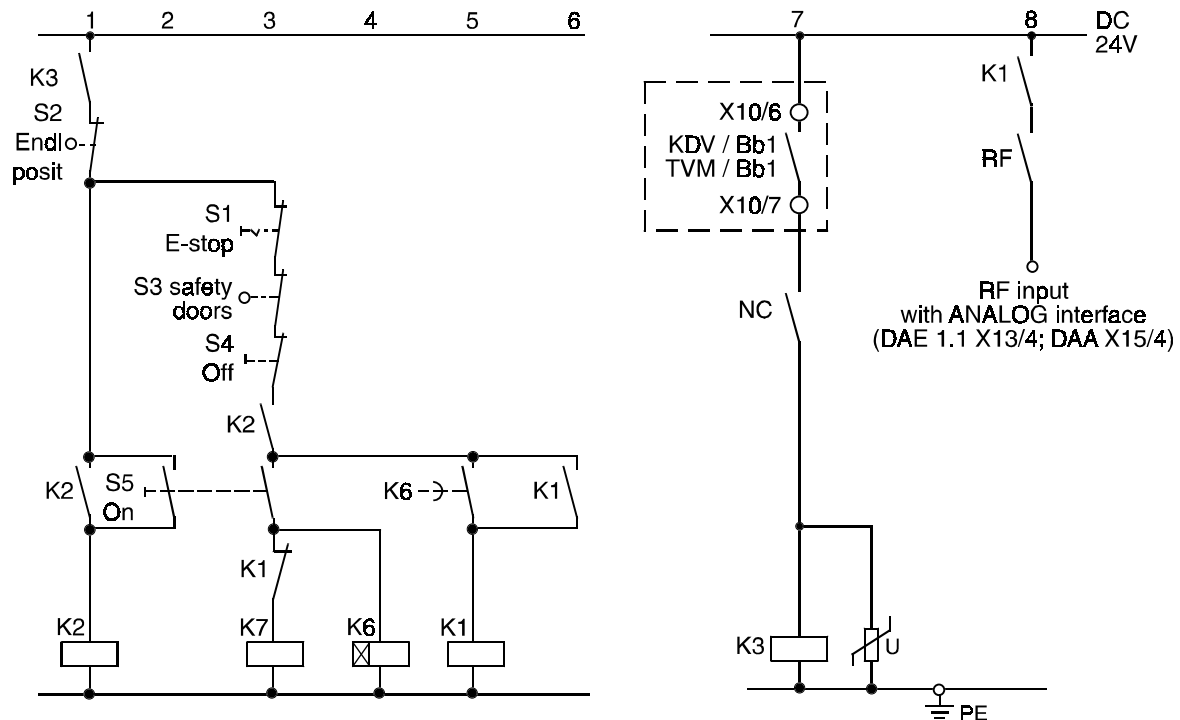 1 2 3 4 5 6 7 8 DC
24V
K3
S2
Endl
posit
S1
E-stop
S3 safety
doors
S4
Off
K2
K2
S5
On
K6
K1
K1
K2
K7
K6
K1
X10/6
KDV / Bb1
TVM / Bb1
X10/7
NC
K3
U
PE
K1
RF
RF input
with ANALOG interface
(DAE 1.1 X13/4; DAA X15/4)